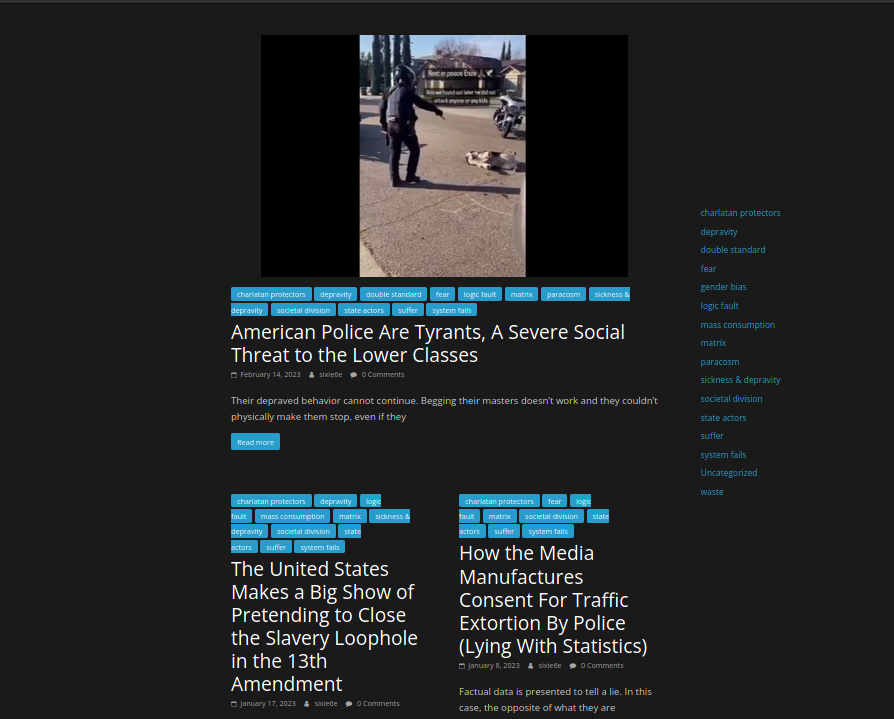 Rest in peace Enzo
Also we found out later he did not
attack anyone or any kids
charlatan protectors depravity double standard fear logic fault matrix paracosm sickness &
depravity societal division state actors suffer system fails
American Police Are Tyrants, A Severe Social
Threat to the Lower Classes
February 14, 2023 sixie6e 0 Comments
Their depraved behavior cannot continue. Begging their masters doesn’t work and they couldn’t
physically make them stop, even if they
Read more
charlatan protectors depravity logic
fault mass consumption matrix sickness &
depravity societal division state
actors suffer system fails
The United States
Makes a Big Show of
Pretending to Close
the Slavery Loophole
in the 13th
Amendment
January 17, 2023 sixie6e 0 Comments
charlatan protectors fear logic
fault matrix societal division state
actors suffer system fails
How the Media
Manufactures
Consent For Traffic
Extortion By Police
(Lying With Statistics)
January 8, 2023 sixie6e 0 Comments
Factual data is presented to tell a lie. In this
case, the opposite of what they are
charlatan protectors
depravity
double standard
fear
gender bias
logic fault
mass consumption
matrix
paracosm
sickness & depravity
societal division
state actors
suffer
system fails
Uncategorized
waste